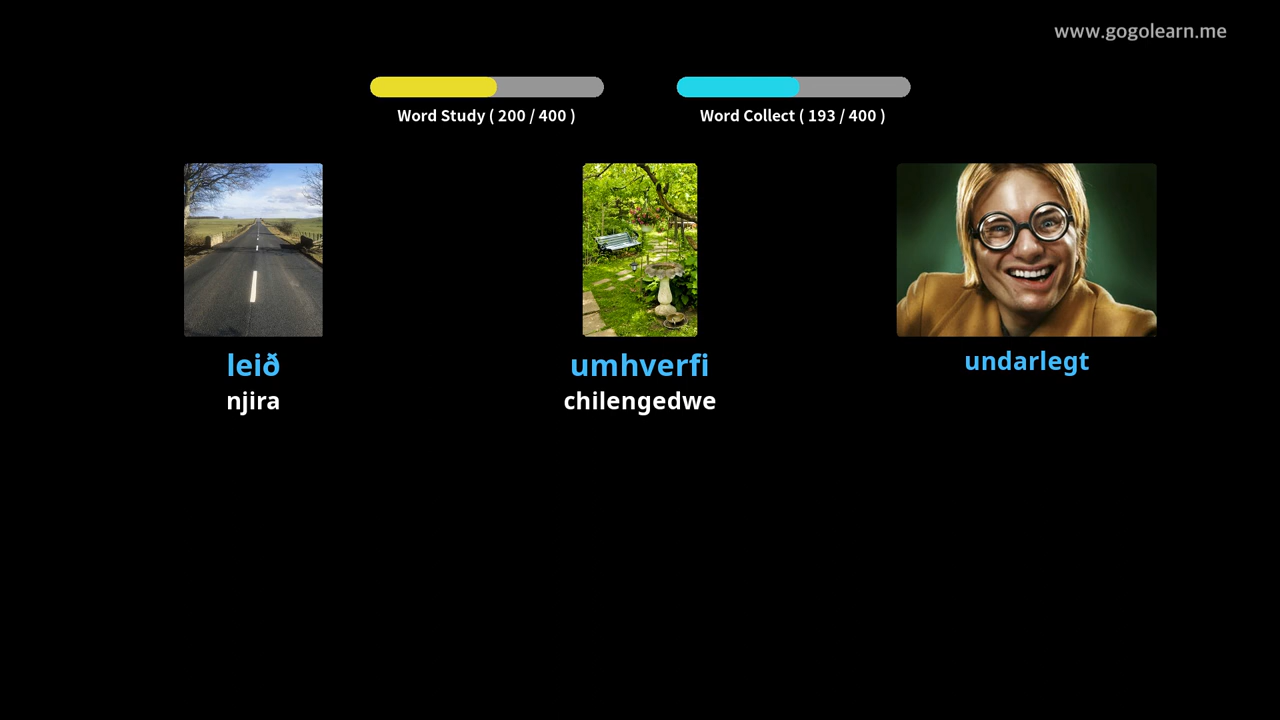 www.gogolearn.me
Word Study ( 200 / 400 )
Word Collect ( 193 / 400 )
leið
njira
umhverfi
chilengedwe
undarlegt